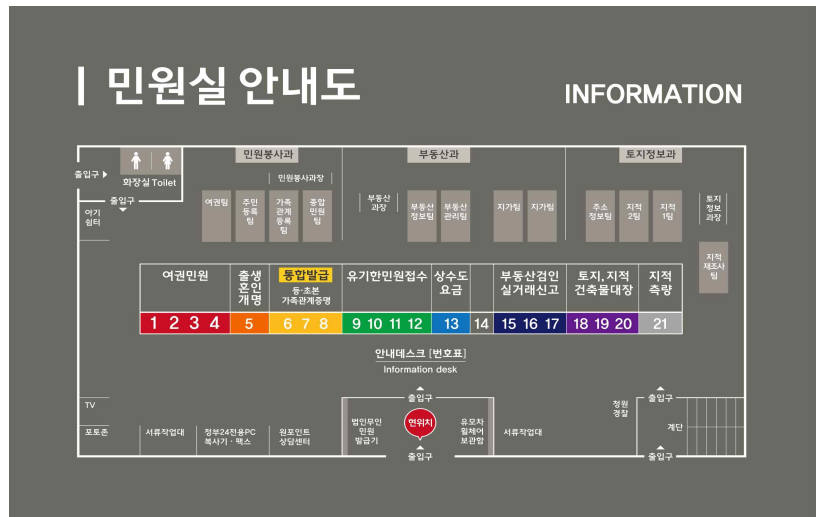 민원실 안내도
INFORMATION
민원봉사과
부동산과
토지정보과
출입구
화장실 Toilet
출입구
아기
쉼터
민원봉사과장
여권팀
주민
등록
팀
가족
관계
등록
팀
종합
민원
팀
부동산
과장
부동산
정보팀
부동산
관리팀
지가팀
지가팀
주소
정보팀
지적
2팀
지적
1팀
토지
정보
과장
지적
재조사
팀
여권민원
출생
혼인
개명
통합발급
등·초본
가족관계증명
유기한민원접수
상수도
요금
부동산검인
실거래신고
토지,지적
건축물대장
지적
측량
1 2 3 4 5 6 7 8 9 10 11 12 13 14 15 16 17 18 19 20 21
안내데스크 [번호표]
Information desk
TV
포토존
서류작업대
정부24전용PC
복사기·팩스
원포인트
상담센터
출입구
법인무인
민원
발급기
현위치
유모차
휠체어
보관함
출입구
서류작업대
청원
경찰
출입구
계단
출입구